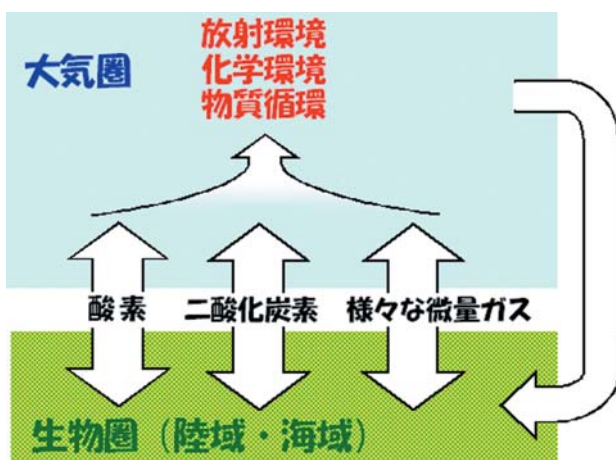 放射環境
化学環境
物質循環
大気圏
酸素
二酸化炭素
様々な微量ガス
生物圏（陸域・海域）